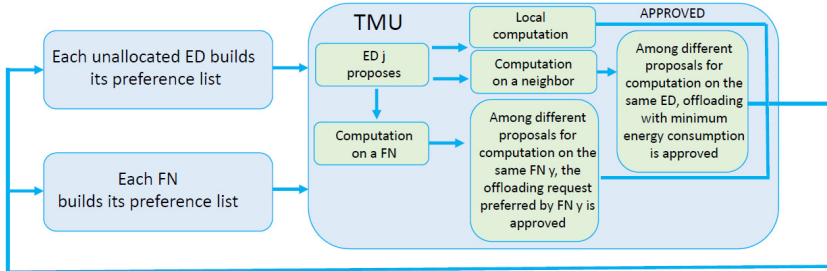 TMU
APPROVED
Each unallocated ED builds
its preference list
Each FN
builds its preference list
ED j
proposes
Local
computation
Computation
on a neighbor
Computation
on a FN
Among different
proposals for
computation on the
same FN y, the
offloading request
preferred by FN y is
approved
Among different
proposals for
computation on the
same ED, offloading
with minimum
energy consumption
is approved